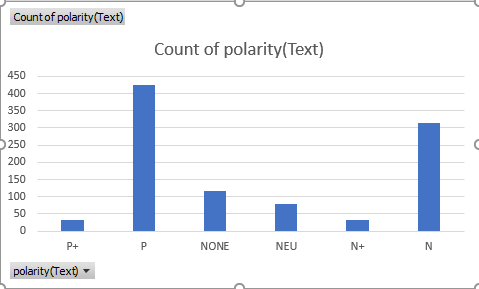 Count of polarity(Text)
Count of polarity(Text)
450
400
350
300
250
200
150
100
50
0
P+ P NONE NEU N+ N
polarity(Text)